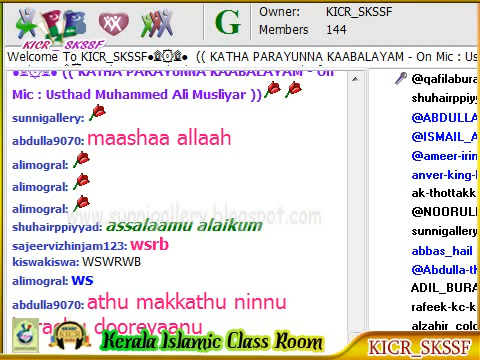 KICR_SKSSF
G
Owner: KICR_SKSSF
Members 144
Welcome To KICR_SKSSF (( KATHA PARAYUNNA KAABALAYAM - On Mic : Us
(( KATHA PARAYUNNA KAABALAYAM - On
Mic : Usthad Muhammed Ali Musliyar ))
sunnigallery:
abdulla9070: maashaa allaah
alimogral:
alimogral:
alimogral:
www.sunnigallery.blogspot.com
shuhairppiyyad: assalaamu alaikum
sajeervizhinjam123: wsrb
kiswakiswa: WSWRWB
alimogral: ws
abdulla9070: athu makkathu ninnu
dooreyaanu
@qafilabura
shuhairppiy
@ABDULLA
@ISMAIL_A
@ameer-irin
anver-king-l
ak-thottakk
@NOORULI
sunnigallery
abbas_hail
@Abdulla-th
ADIL_BURA
rafeek-kc-k
alzahir_colo
KICR
Kerala Islamic Class Room
KICR_SKSSF